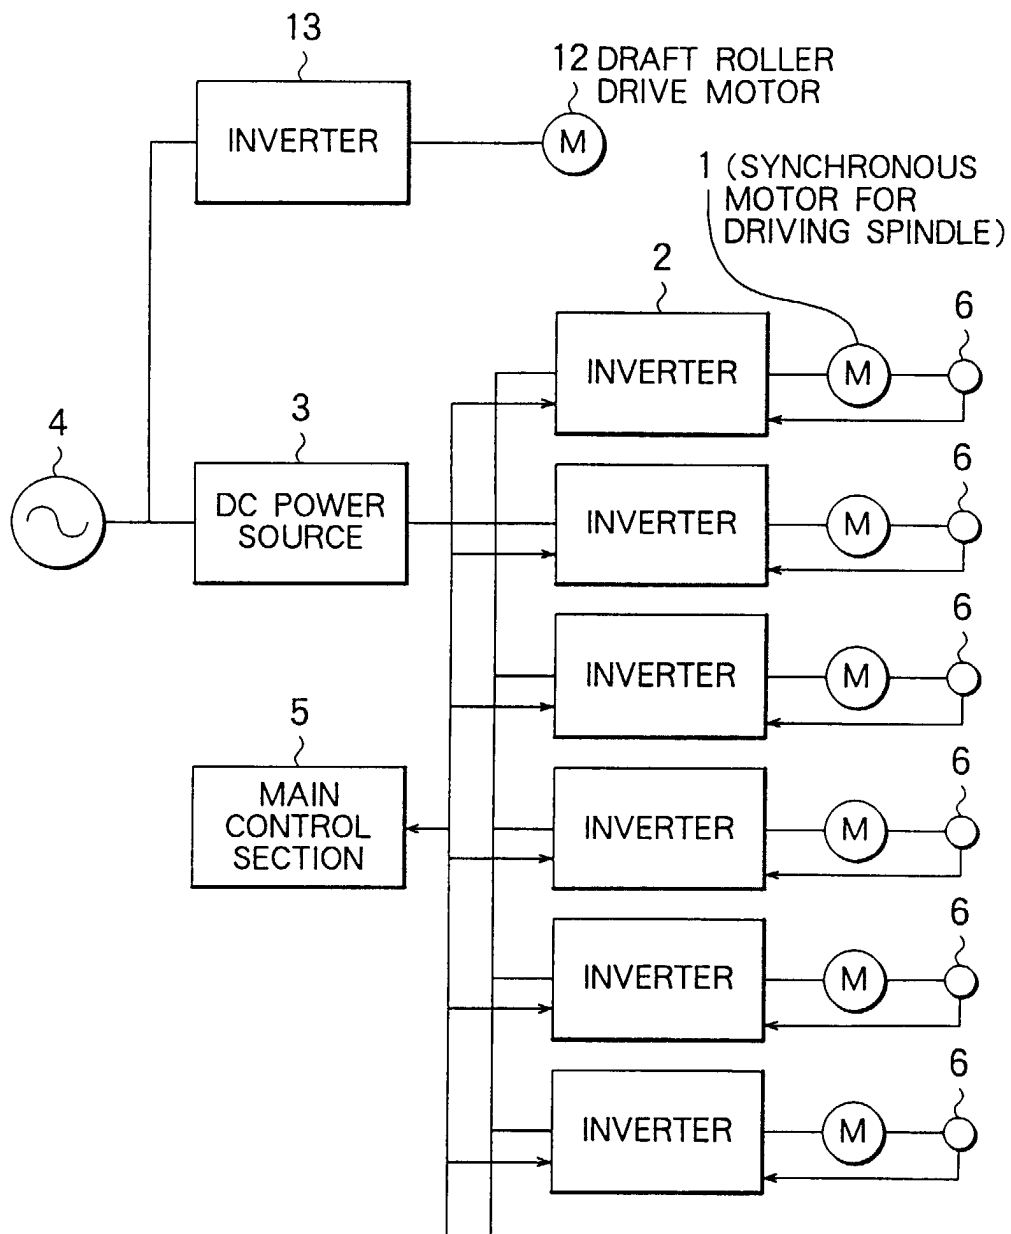 13
12 DRAFT ROLLER
DRIVE MOTOR
INVERTER
M
1 (SYNCHRONOUS
MOTOR FOR
DRIVING SPINDLE)
2
6
INVERTER
M
4
3
6
DC POWER
SOURCE
INVERTER
M
6
INVERTER
M
5
6
MAIN
CONTROL
SECTION
INVERTER
M
6
INVERTER
M
6
INVERTER
M